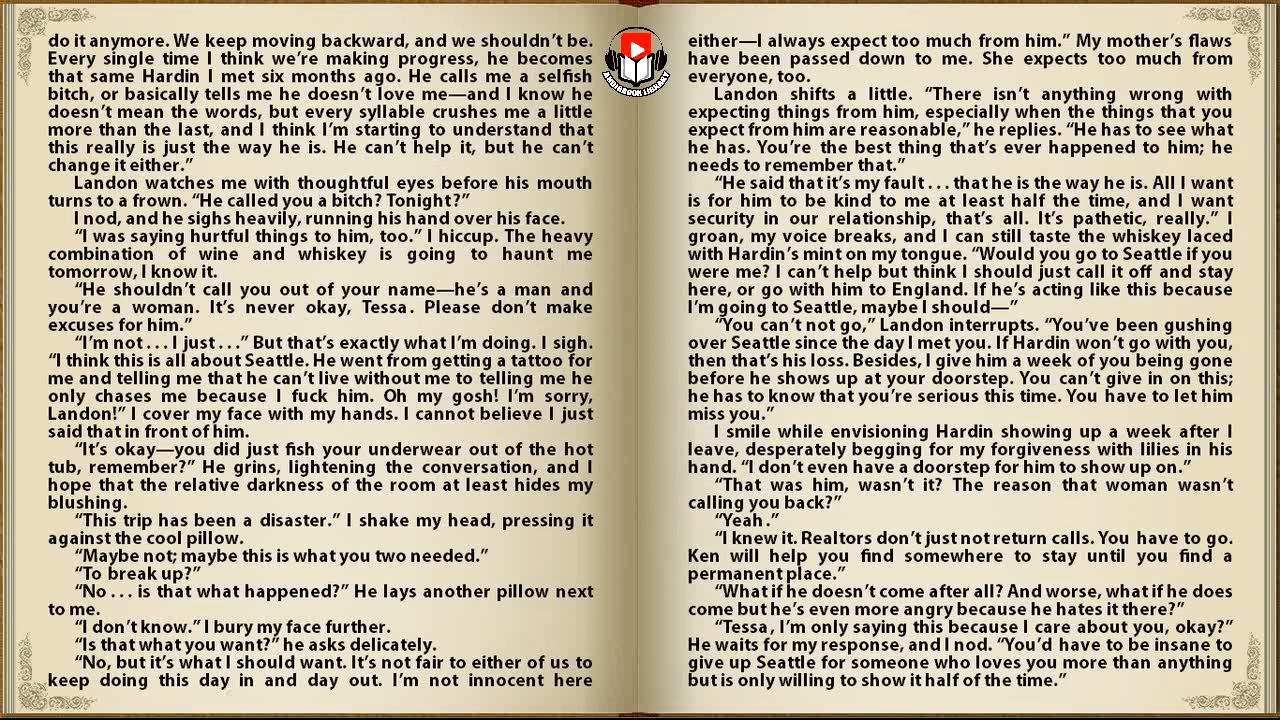 do it anymore. We keep moving backward, and we shouldn't be.
Every single time I think we're making progress, he becomes
that same Hardin I met six months ago. He calls me a selfish
bitch, or basically tells me he doesn't love me—and I know he
doesn't mean the words, but every syllable crushes me a little
more than the last, and I think I'm starting to understand that
this really is just the way he is. He can't help it, but he can't
change it either.”
Landon watches me with thoughtful eyes before his mouth
turns to a frown. “He called you a bitch? Tonight?”
I nod, and he sighs heavily, running his hand over his face.
“I was saying hurtful things to him, too.” I hiccup. The heavy
combination of wine and whiskey is going to haunt me
tomorrow, I know it.
“He shouldn't call you out of your name—he's a man and
you're a woman. It's never okay, Tessa. Please don't make
excuses for him.”
“I'm not . . . I just . . .” But that's exactly what I'm doing. I sigh.
“I think this is all about Seattle. He went from getting a tattoo for
me and telling me that he can't live without me to telling me he
only chases me because I fuck him. Oh my gosh! I'm sorry,
Landon!” I cover my face with my hands. I cannot believe I just
said that in front of him.
“It's okay—you did just fish your underwear out of the hot
tub, remember?” He grins, lightening the conversation, and I
hope that the relative darkness of the room at least hides my
blushing.
“This trip has been a disaster.” I shake my head, pressing it
against the cool pillow.
“Maybe not; maybe this is what you two needed.”
“To break up?”
“No . . . is that what happened?” He lays another pillow next
to me.
“I don't know.” I bury my face further.
“Is that what you want?” he asks delicately.
“No, but it's what I should want. It's not fair to either of us to
keep doing this day in and day out. I'm not innocent here
AUDIOBOOK LIBRARY
either—I always expect too much from him.” My mother's flaws
have been passed down to me. She expects too much from
everyone, too.
Landon shifts a little. “There isn't anything wrong with
expecting things from him, especially when the things that you
expect from him are reasonable,” he replies. “He has to see what
he has. You're the best thing that's ever happened to him; he
needs to remember that.”
“He said that it's my fault . . . that he is the way he is. All I want
is for him to be kind to me at least half the time, and I want
security in our relationship, that's all. It's pathetic, really.” I
groan, my voice breaks, and I can still taste the whiskey laced
with Hardin's mint on my tongue. “Would you go to Seattle if you
were me? I can't help but think I should just call it off and stay
here, or go with him to England. If he's acting like this because
I'm going to Seattle, maybe I should—”
“You can't not go,” Landon interrupts. “You've been gushing
over Seattle since the day I met you. If Hardin won't go with you,
then that's his loss. Besides, I give him a week of you being gone
before he shows up at your doorstep. You can't give in on this;
he has to know that you're serious this time. You have to let him
miss you.”
I smile while envisioning Hardin showing up a week after I
leave, desperately begging for my forgiveness with lilies in his
hand. “I don't even have a doorstep for him to show up on.”
“That was him, wasn't it? The reason that woman wasn't
calling you back?”
“Yeah.”
“I knew it. Realtors don't just not return calls. You have to go.
Ken will help you find somewhere to stay until you find a
permanent place.”
“What if he doesn't come after all? And worse, what if he does
come but he's even more angry because he hates it there?”
“Tessa, I'm only saying this because I care about you, okay?”
He waits for my response, and I nod. “You'd have to be insane to
give up Seattle for someone who loves you more than anything
but is only willing to show it half of the time.”